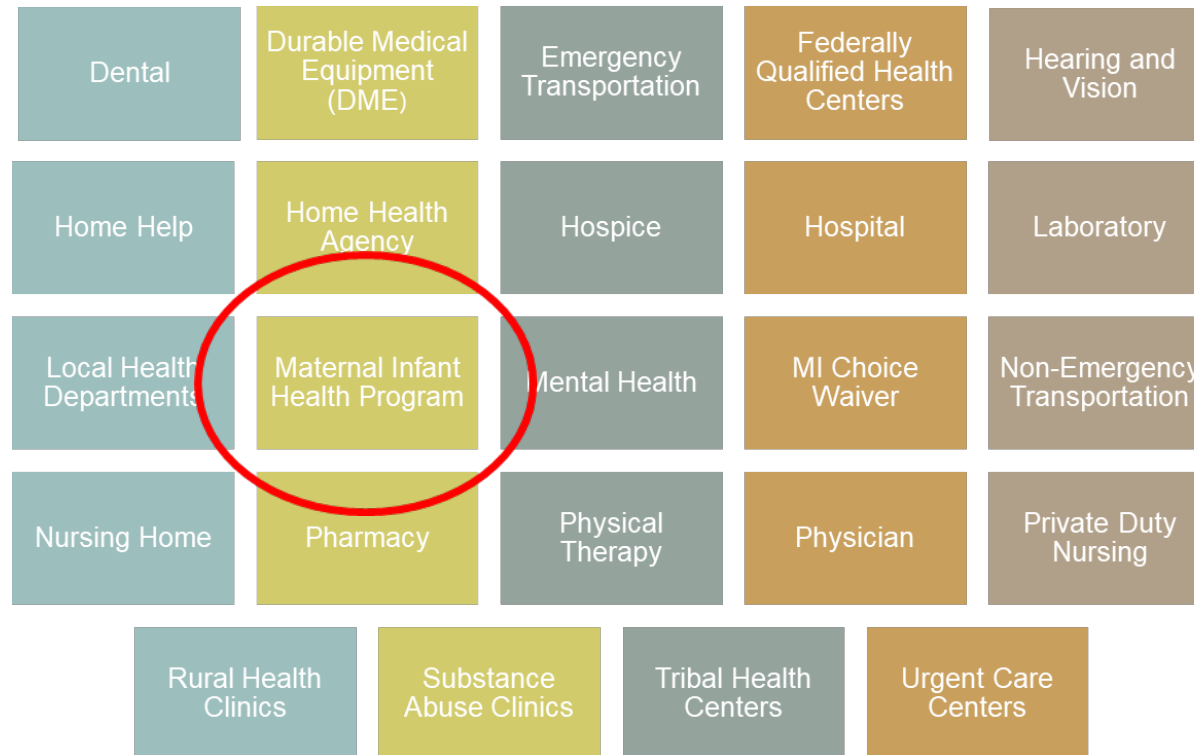 Dental
Durable Medical
Equipment
(DME)
Emergency
Transportation
Federally
Qualified Health
Centers
Hearing and
Vision
Home Help
Home Health
Agency
Hospice
Hospital
Laboratory
Local Health
Departments
Maternal Infant
Health Program
Mental Health
MI Choice
Waiver
Non-Emergency
Transportation
Nursing Home
Pharmacy
Physical
Therapy
Physician
Private Duty
Nursing
Rural Health
Clinics
Substance
Abuse Clinics
Tribal Health
Centers
Urgent Care
Centers